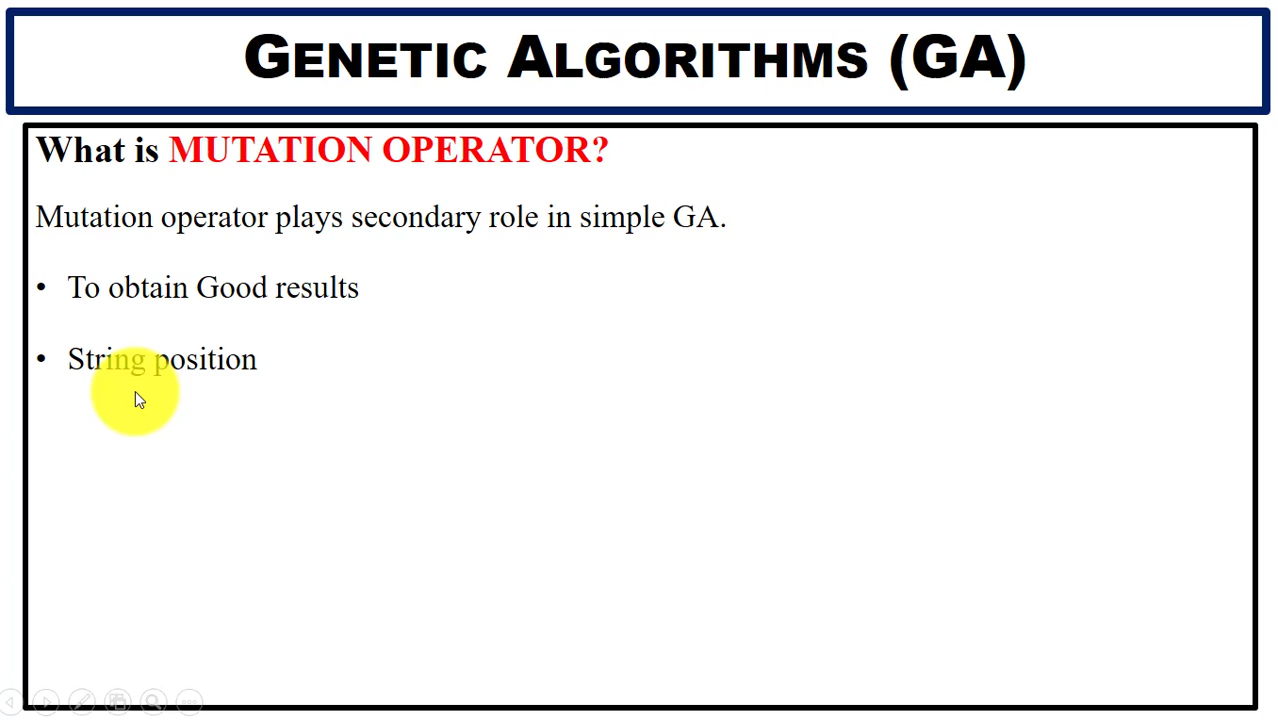 GENETIC ALGORITHMS (GA)
What is MUTATION OPERATOR?
Mutation operator plays secondary role in simple GA.
• To obtain Good results
• String position